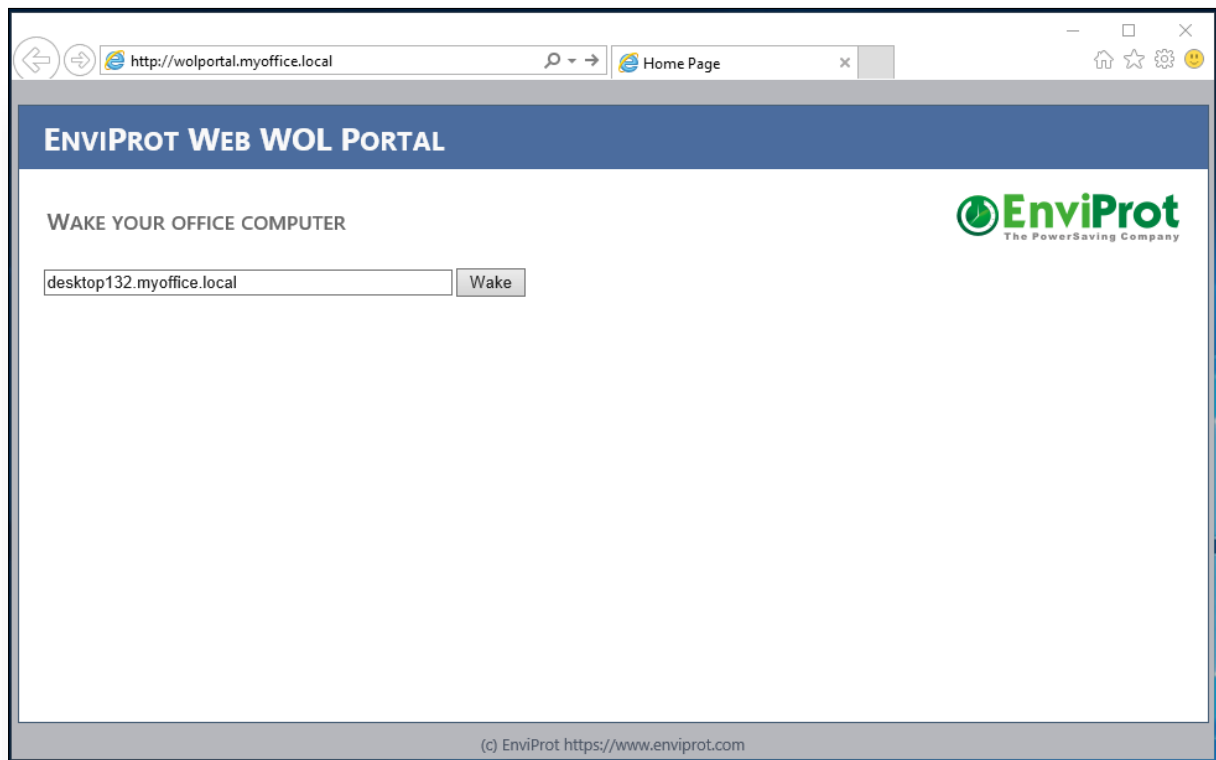 http://wolportal.myoffice.local
Home Page
EnviProt Web WOL Portal
EnviProt
The PowerSaving Company
Wake your office computer
desktop132.myoffice.local
Wake
(c) EnviProt https://www.enviprot.com